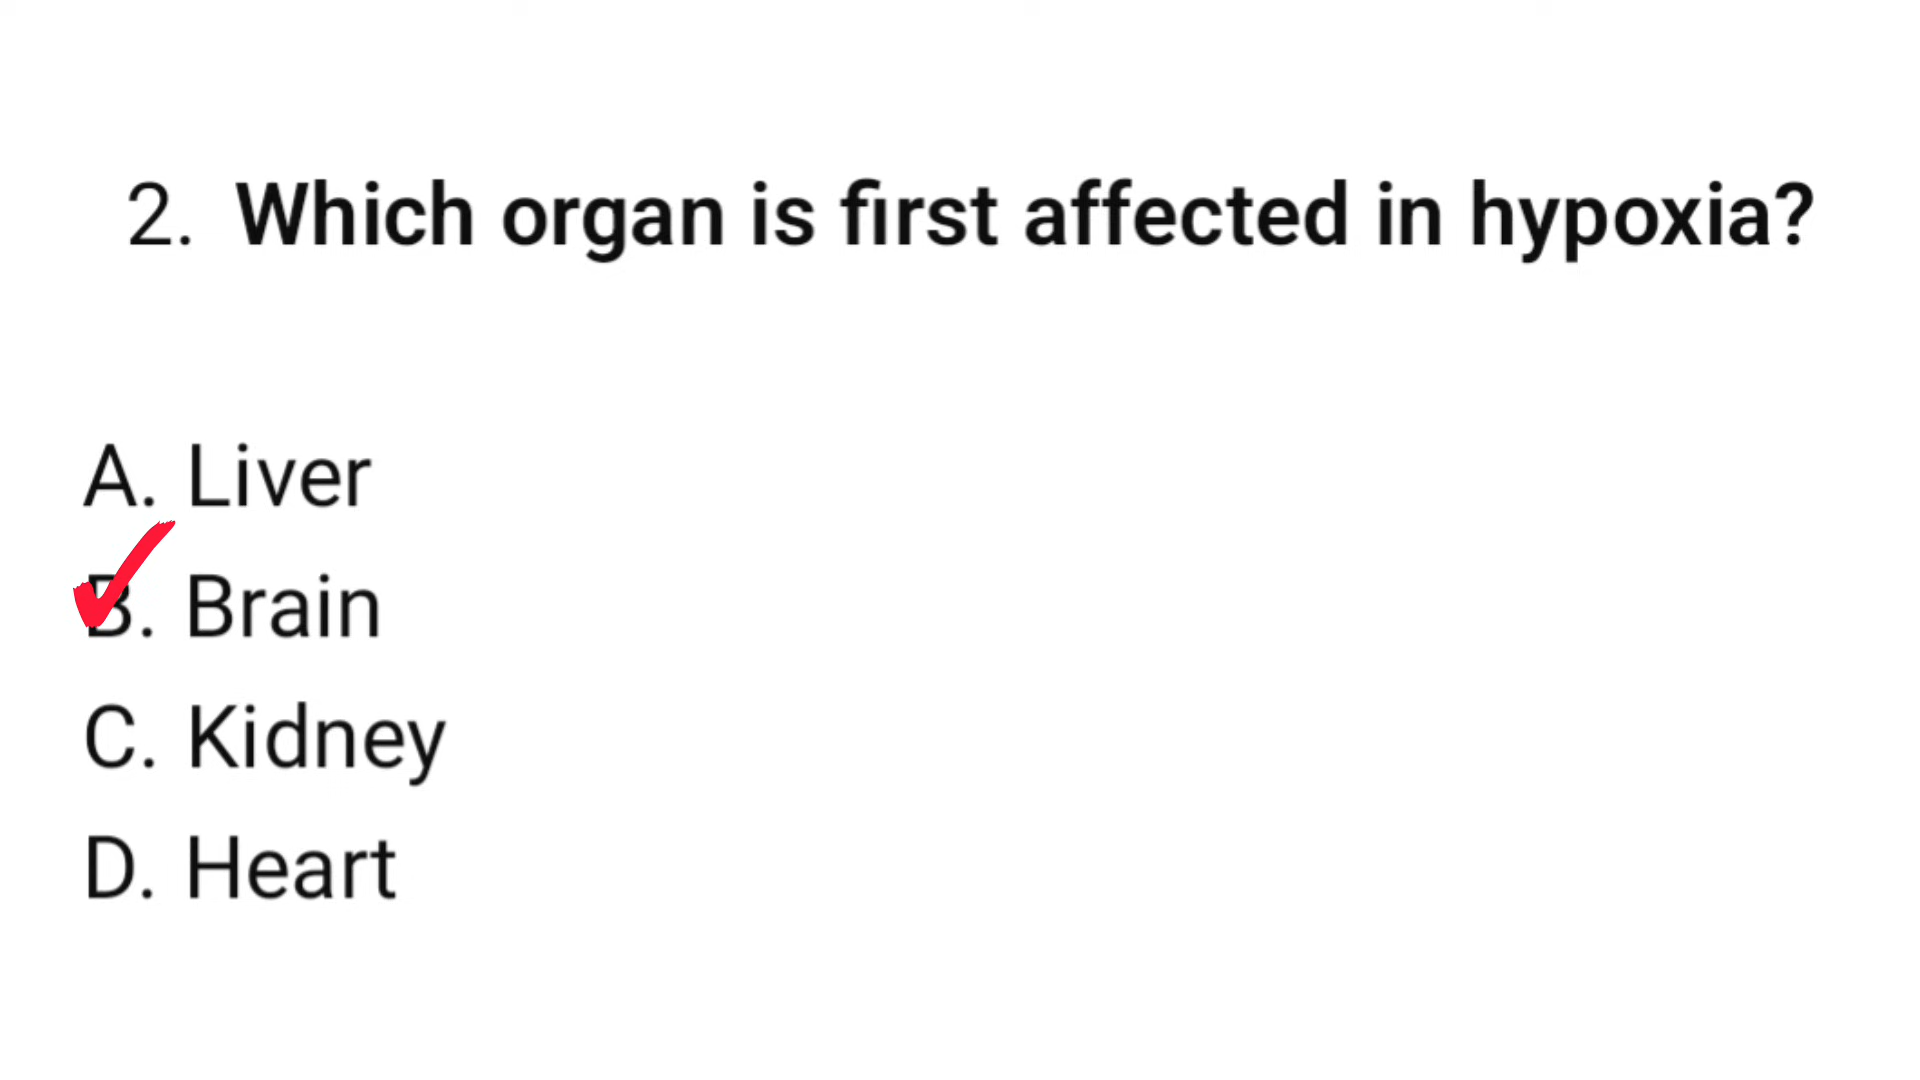 2. Which organ is first affected in hypoxia?
A. Liver
B. Brain
C. Kidney
D. Heart